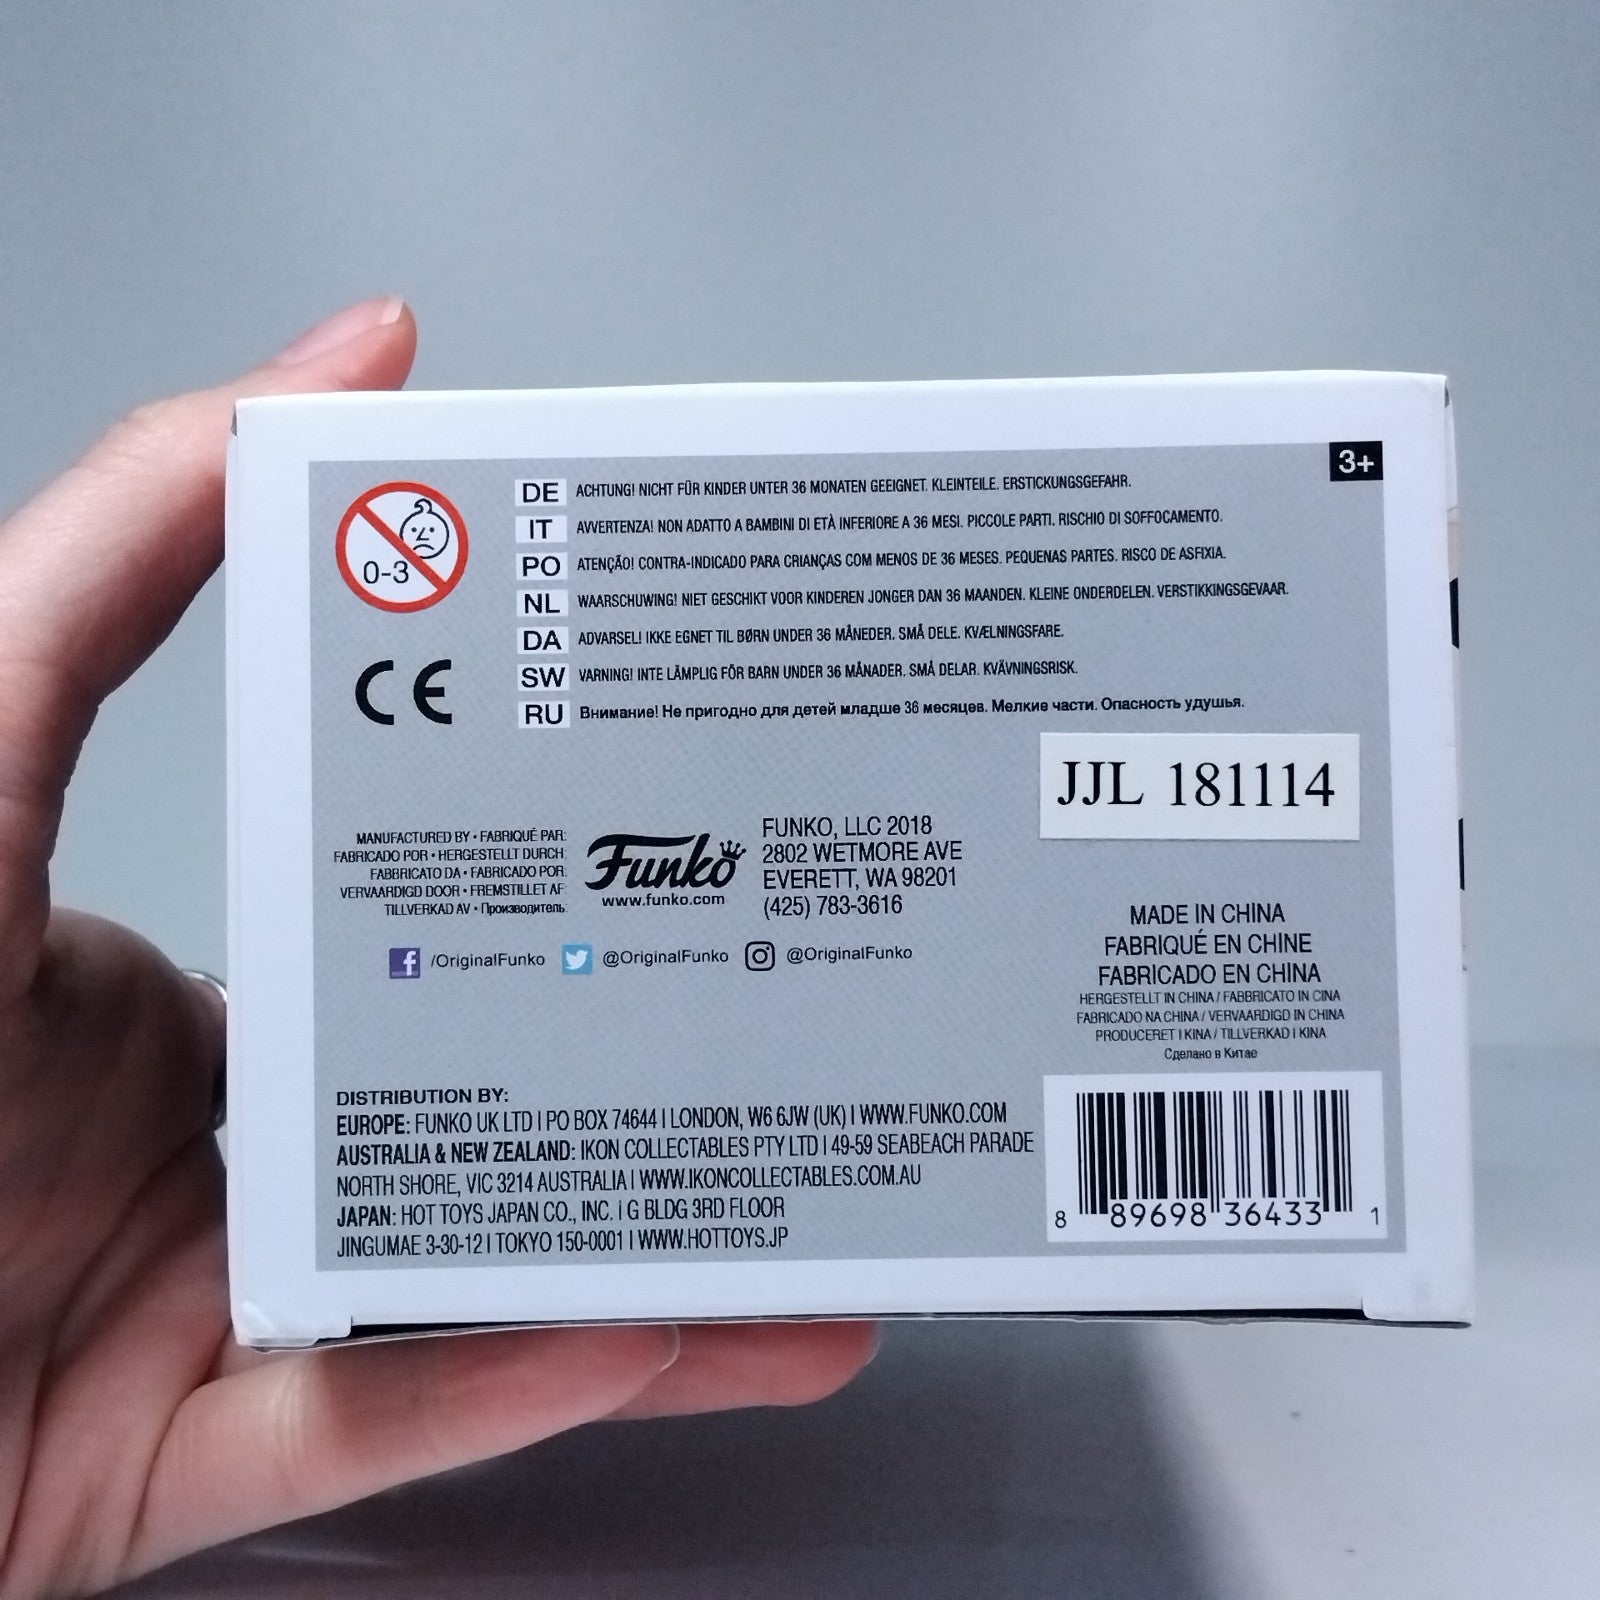 3+
0-3
DE ACHTUNG! NICHT FÜR KINDER UNTER 36 MONATEN GEEIGNET. KLEINTEILE. ERSTICKUNGSGEFAHR.
IT AVVERTENZA! NON ADATTO A BAMBINI DI ETÀ INFERIORE A 36 MESI. PICCOLE PARTI. RISCHIO DI SOFFOCAMENTO.
PO ATENÇÃO! CONTRA-INDICADO PARA CRIANÇAS COM MENOS DE 36 MESES. PEQUENAS PARTES. RISCO DE ASFIXIA.
NL WAARSCHUWING! NIET GESCHIKT VOOR KINDEREN JONGER DAN 36 MAANDEN. KLEINE ONDERDELEN. VERSTIKKINGSGEVAAR.
DA ADVARSEL! IKKE EGNET TIL BØRN UNDER 36 MÅNEDER. SMÅ DELE. KVÆLNINGSFARE.
SW VARNING! INTE LÄMPLIG FÖR BARN UNDER 36 MÅNADER. SMÅ DELAR. KVÄVNINGSRISK.
RU Внимание! Не пригодно для детей младше 36 месяцев. Мелкие части. Опасность удушья.
CE
JJL 181114
MANUFACTURED BY • FABRIQUÉ PAR:
FABRICADO POR • HERGESTELLT DURCH:
FABBRICATO DA • FABRICADO POR:
VERVAARDIGD DOOR • FREMSTILLET AF:
TILLVERKAD AV • Производитель:
Funko
www.funko.com
FUNKO, LLC 2018
2802 WETMORE AVE
EVERETT, WA 98201
(425) 783-3616
/OriginalFunko @OriginalFunko @OriginalFunko
MADE IN CHINA
FABRIQUÉ EN CHINE
FABRICADO EN CHINA
HERGESTELLT IN CHINA / FABBRICATO IN CINA
FABRICADO NA CHINA / VERVAARDIGD IN CHINA
PRODUCERET I KINA / TILLVERKAD I KINA
Сделано в Китае
DISTRIBUTION BY:
EUROPE: FUNKO UK LTD | PO BOX 74644 | LONDON, W6 6JW (UK) | WWW.FUNKO.COM
AUSTRALIA & NEW ZEALAND: IKON COLLECTABLES PTY LTD | 49-59 SEABEACH PARADE
NORTH SHORE, VIC 3214 AUSTRALIA | WWW.IKONCOLLECTABLES.COM.AU
JAPAN: HOT TOYS JAPAN CO., INC. | G BLDG 3RD FLOOR
JINGUMAE 3-30-12 | TOKYO 150-0001 | WWW.HOTTOYS.JP
8 89698 36433 1